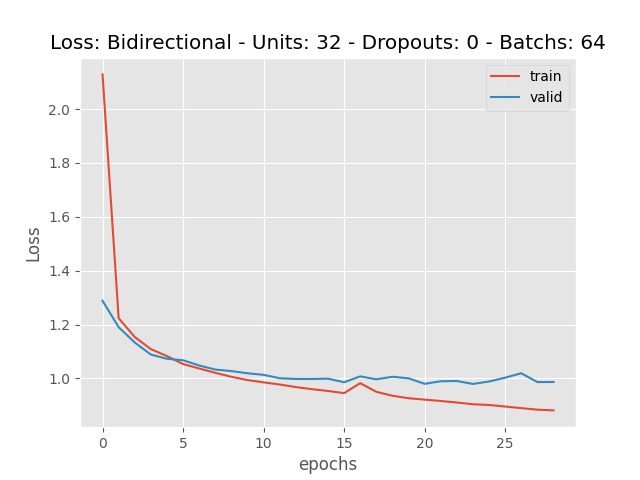 Loss: Bidirectional - Units: 32 - Dropouts: 0 - Batchs: 64
train
valid
2.0
1.8
1.6
1.4
1.2
1.0
Loss
0 5 10 15 20 25
epochs